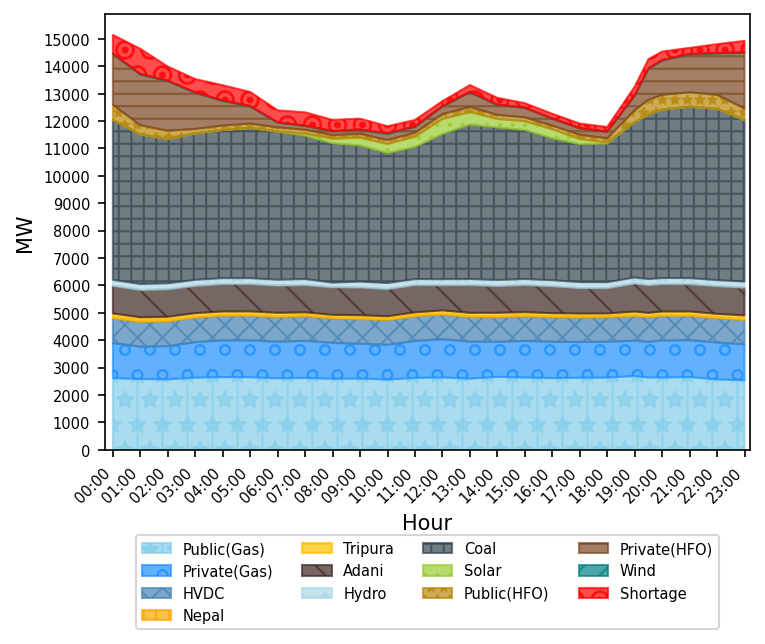 15000
14000
13000
12000
11000
10000
9000
8000
7000
6000
5000
4000
3000
2000
1000
0
MW
00:00 01:00 02:00 03:00 04:00 05:00 06:00 07:00 08:00 09:00 10:00 11:00 12:00 13:00 14:00 15:00 16:00 17:00 18:00 19:00 20:00 21:00 22:00 23:00
Hour
Public(Gas) Tripura Coal Private(HFO)
Private(Gas) Adani Solar Wind
HVDC Hydro Public(HFO) Shortage
Nepal